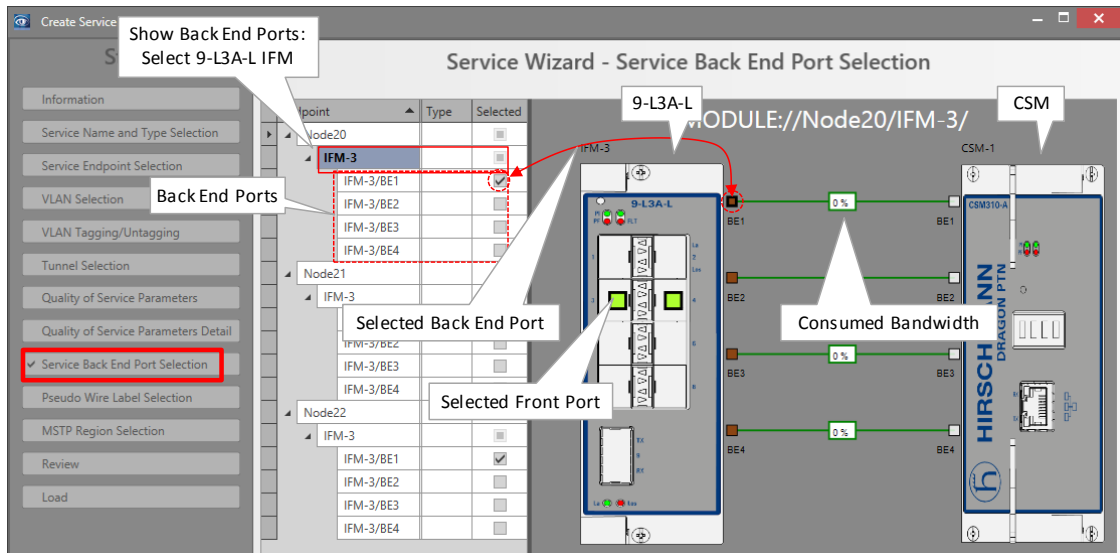 Create Service
Show Back End Ports:
Select 9-L3A-L IFM
Service Wizard - Service Back End Port Selection
Information
Service Name and Type Selection
Service Endpoint Selection
VLAN Selection
VLAN Tagging/Untagging
Tunnel Selection
Quality of Service Parameters
Quality of Service Parameters Detail
Service Back End Port Selection
Pseudo Wire Label Selection
MSTP Region Selection
Review
Load
Type
Selected
Node20
IFM-3
IFM-3/BE1
IFM-3/BE2
IFM-3/BE3
IFM-3/BE4
Node21
IFM-3
IFM-3/BE2
IFM-3/BE3
IFM-3/BE4
Node22
IFM-3
IFM-3/BE1
IFM-3/BE2
IFM-3/BE3
IFM-3/BE4
Back End Ports
Selected Back End Port
Selected Front Port
9-L3A-L
CSM
MODULE://Node20/IFM-3/
IFM-3
CSM-1
9-L3A-L
CSM310-A
BE1
0 %
BE1
BE2
BE2
Consumed Bandwidth
BE3
0 %
BE3
BE4
0 %
BE4
HIRSCHMANN
DRAGON PTN
TX
RX